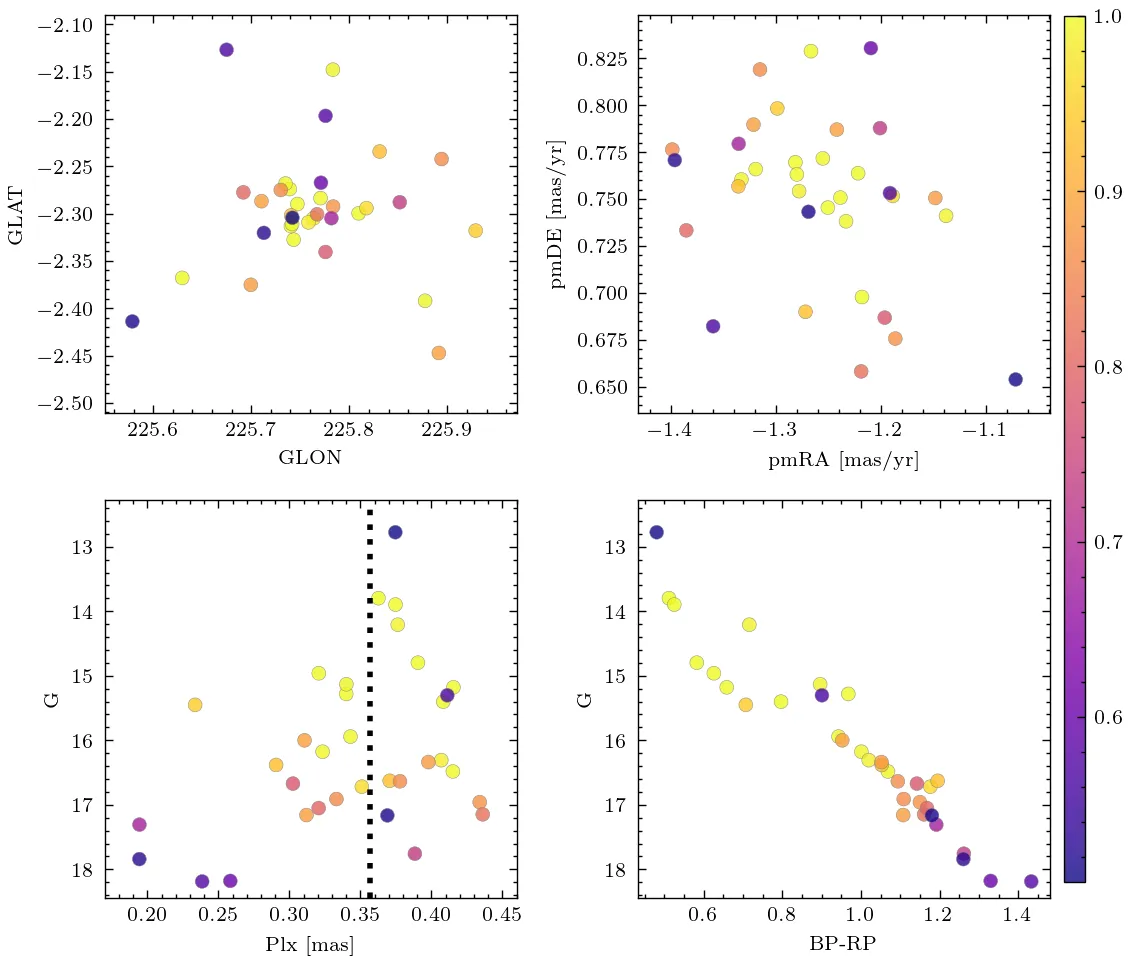 −2.10
−2.15
−2.20
−2.25
−2.30
−2.35
−2.40
−2.45
−2.50
GLAT
225.6 225.7 225.8 225.9
GLON
0.825
0.800
0.775
0.750
0.725
0.700
0.675
0.650
pmDE [mas/yr]
−1.4 −1.3 −1.2 −1.1
pmRA [mas/yr]
13
14
15
16
17
18
G
0.20 0.25 0.30 0.35 0.40 0.45
Plx [mas]
13
14
15
16
17
18
G
0.6 0.8 1.0 1.2 1.4
BP-RP
1.0
0.9
0.8
0.7
0.6